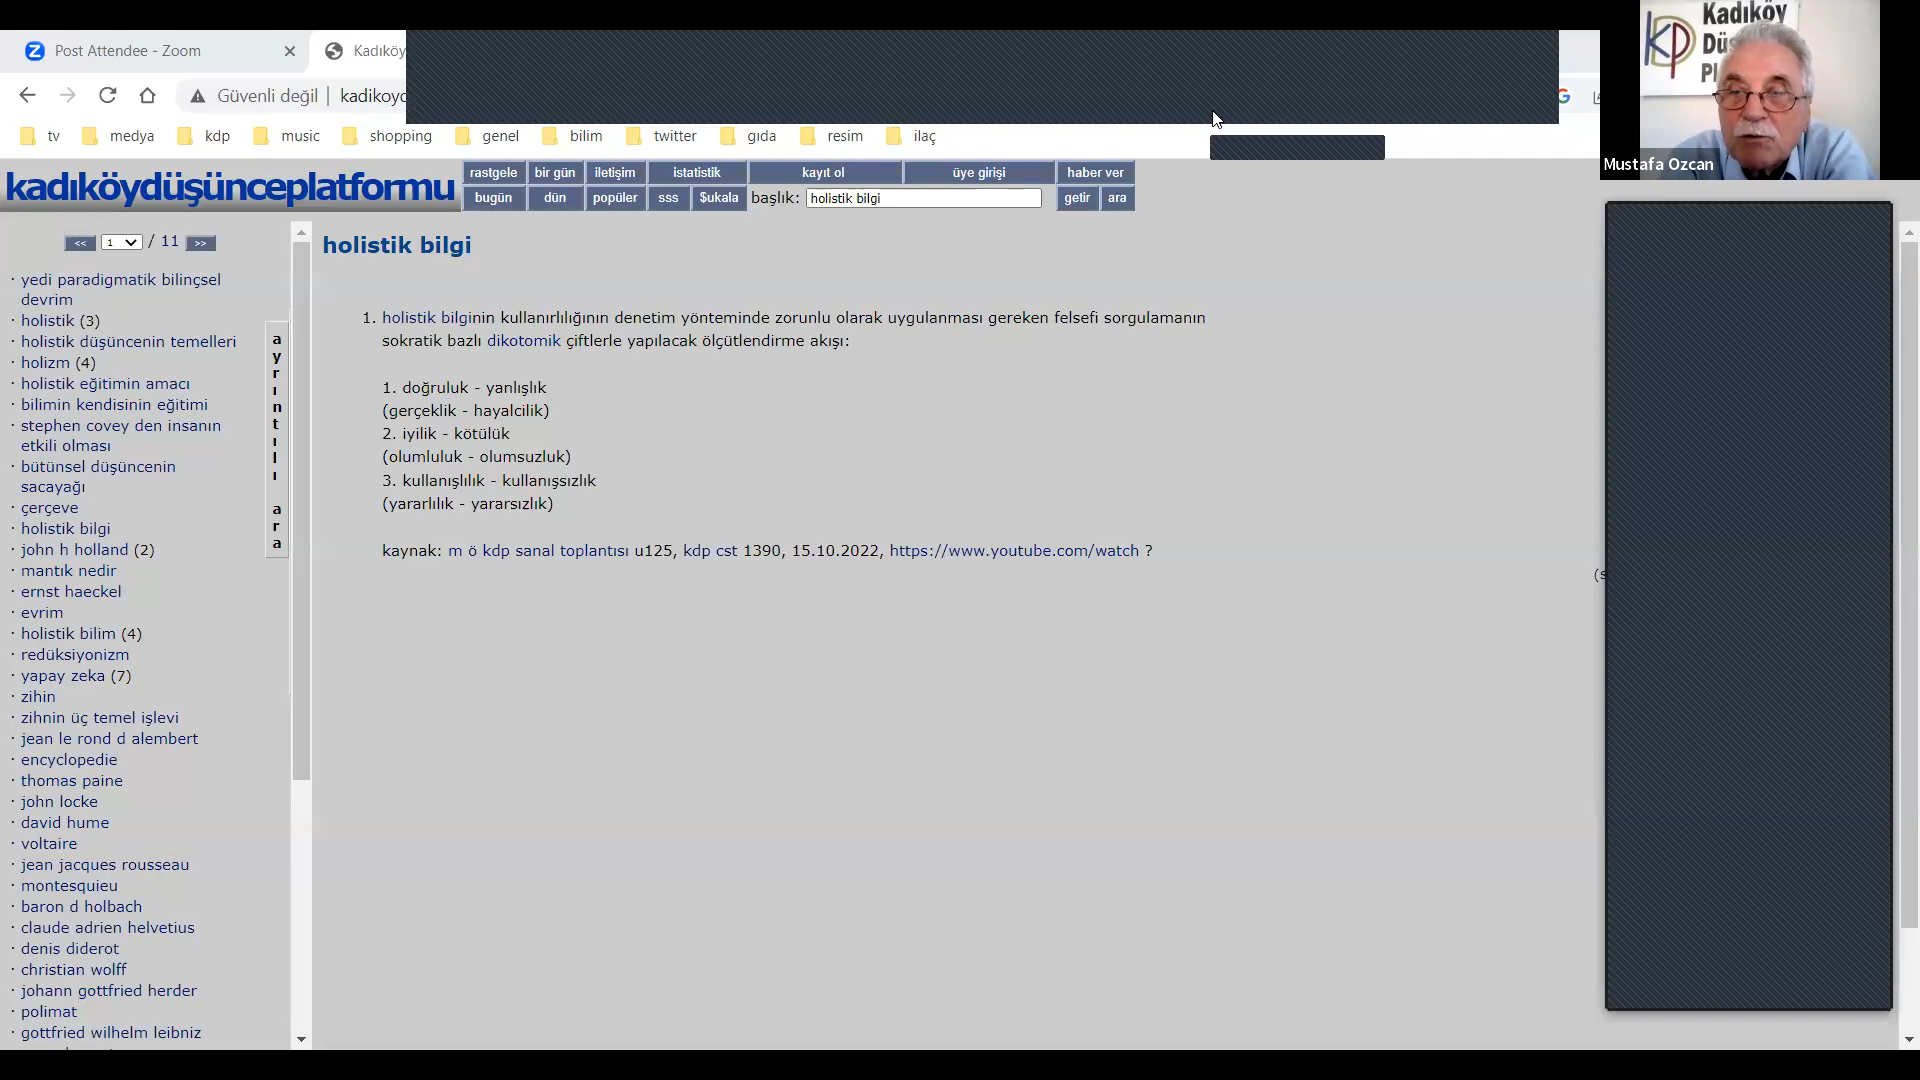 Post Attendee - Zoom
Kadıköy
Güvenli değil
kadikoyd
tv
medya
kdp
music
shopping
genel
bilim
twitter
gıda
resim
ilaç
Kadıköy
Mustafa Ozcan
kadıköydüşünceplatformu
rastgele bir gün iletişim istatistik kayıt ol üye girişi haber ver
bugün dün popüler sss $ukala başlık: holistik bilgi getir ara
<< 1 / 11 >>
· yedi paradigmatik bilinçsel
devrim
· holistik (3)
· holistik düşüncenin temelleri
· holizm (4)
· holistik eğitimin amacı
· bilimin kendisinin eğitimi
· stephen covey den insanın
etkili olması
· bütünsel düşüncenin
sacayağı
· çerçeve
· holistik bilgi
· john h holland (2)
· mantık nedir
· ernst haeckel
· evrim
· holistik bilim (4)
· redüksiyonizm
· yapay zeka (7)
· zihin
· zihnin üç temel işlevi
· jean le rond d alembert
· encyclopedie
· thomas paine
· john locke
· david hume
· voltaire
· jean jacques rousseau
· montesquieu
· baron d holbach
· claude adrien helvetius
· denis diderot
· christian wolff
· johann gottfried herder
· polimat
· gottfried wilhelm leibniz
ayrıntılı ara
holistik bilgi
1. holistik bilginin kullanırlılığının denetim yönteminde zorunlu olarak uygulanması gereken felsefi sorgulamanın
sokratik bazlı dikotomik çiftlerle yapılacak ölçütlendirme akışı:
1. doğruluk - yanlışlık
(gerçeklik - hayalcilik)
2. iyilik - kötülük
(olumluluk - olumsuzluk)
3. kullanışlılık - kullanışsızlık
(yararlılık - yararsızlık)
kaynak: m ö kdp sanal toplantısı u125, kdp cst 1390, 15.10.2022, https://www.youtube.com/watch ?